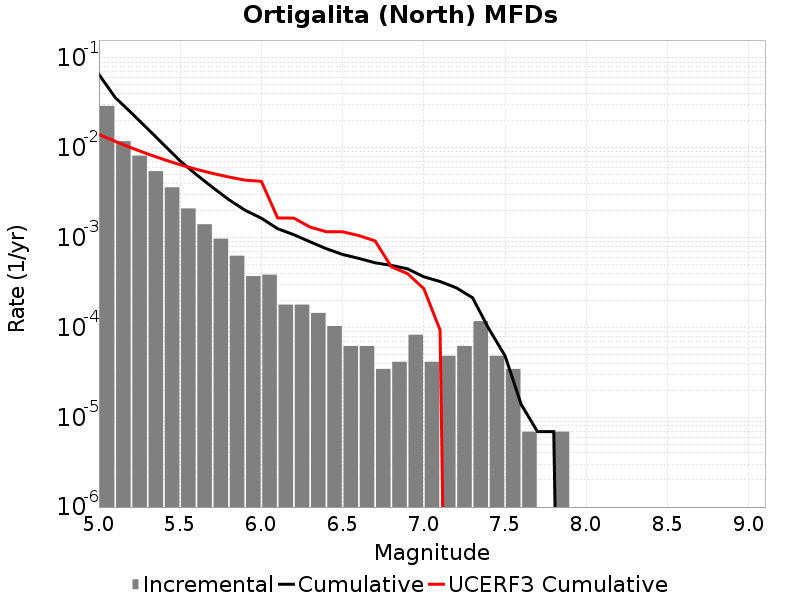 Ortigalita (North) MFDs
10-1
10-2
10-3
10-4
10-5
10-6
Rate (1/yr)
5.0 5.5 6.0 6.5 7.0 7.5 8.0 8.5 9.0
Magnitude
Incremental Cumulative UCERF3 Cumulative